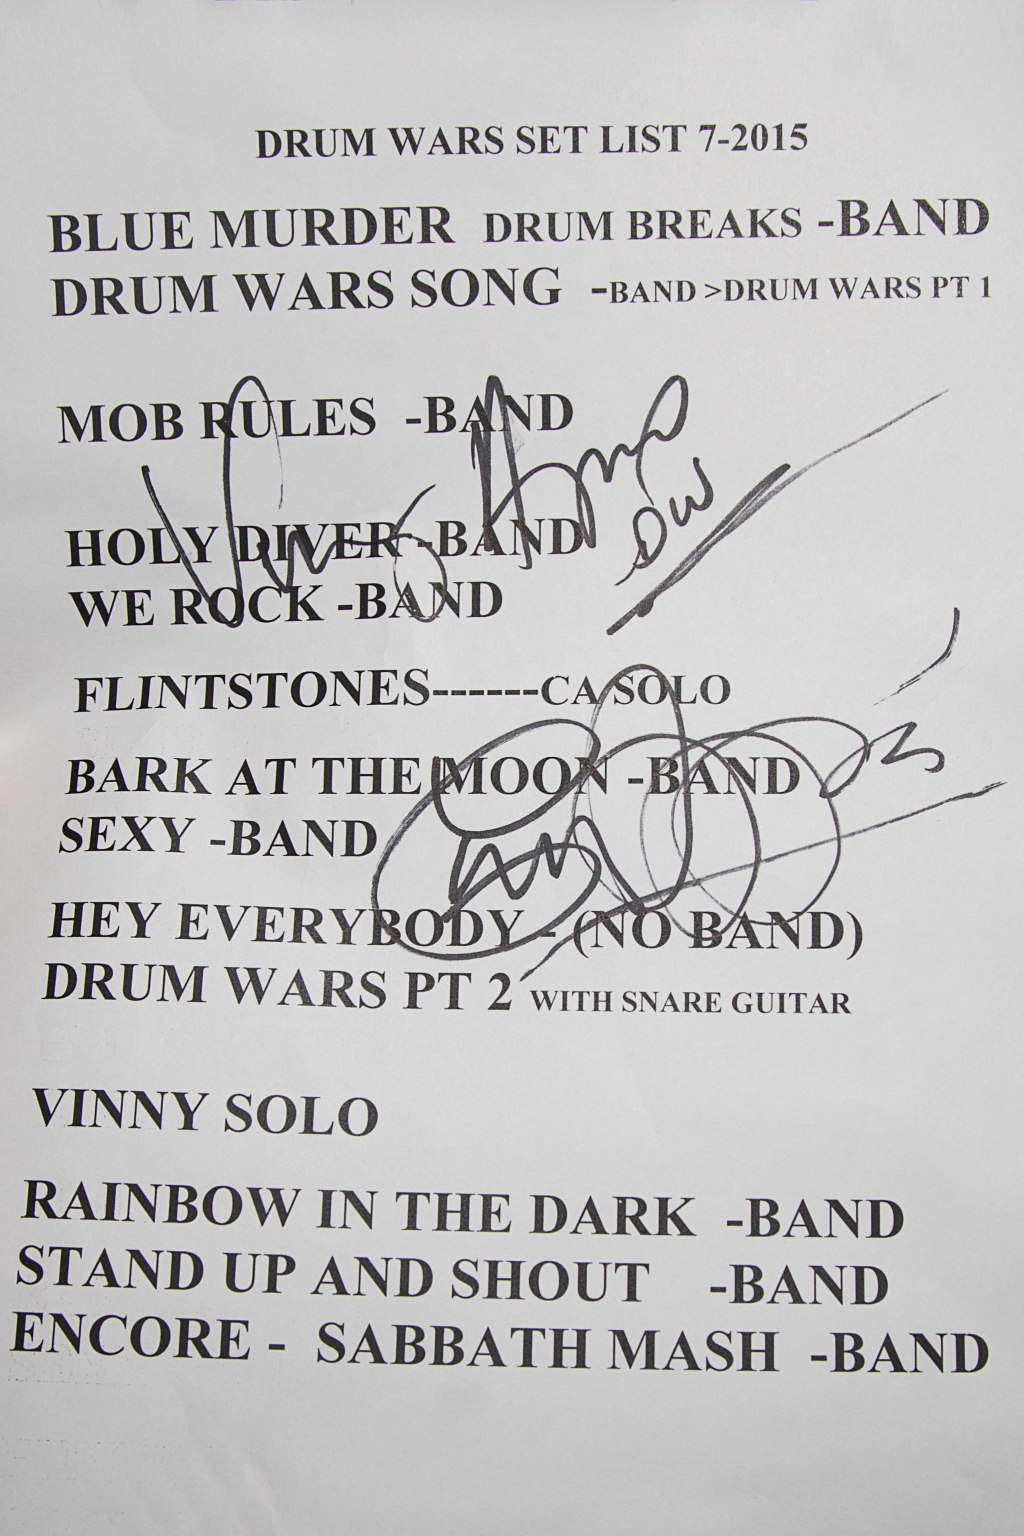 DRUM WARS SET LIST 7-2015
BLUE MURDER DRUM BREAKS -BAND
DRUM WARS SONG -BAND >DRUM WARS PT 1
MOB RULES -BAND
HOLY DIVER -BAND
WE ROCK -BAND
FLINTSTONES------CA SOLO
BARK AT THE MOON -BAND
SEXY -BAND
HEY EVERYBODY - (NO BAND)
DRUM WARS PT 2 WITH SNARE GUITAR
VINNY SOLO
RAINBOW IN THE DARK -BAND
STAND UP AND SHOUT -BAND
ENCORE - SABBATH MASH -BAND